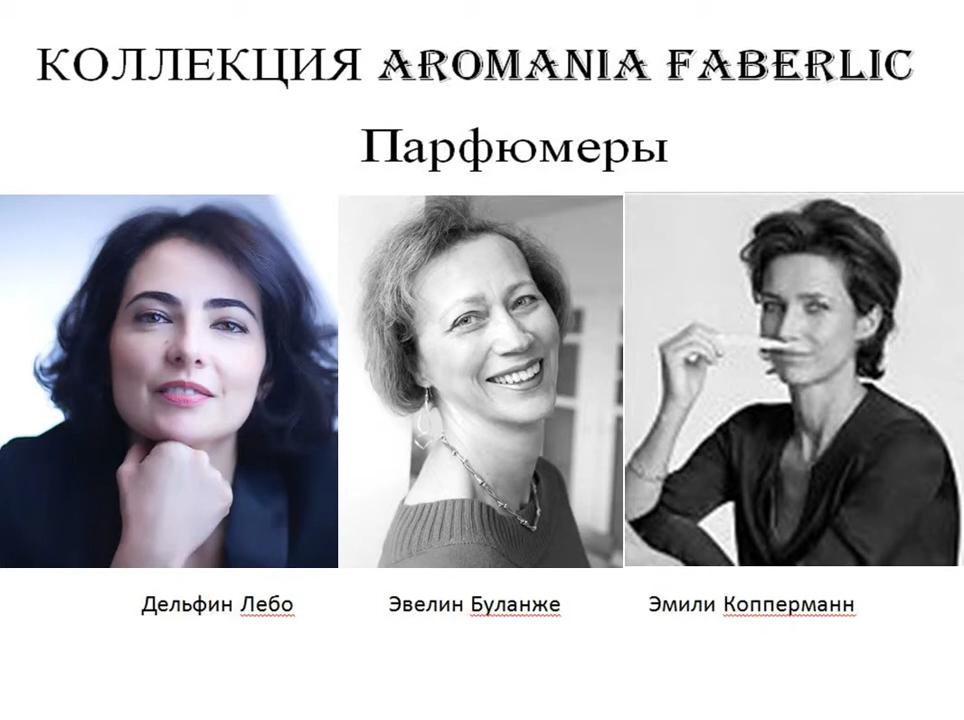 КОЛЛЕКЦИЯ AROMANIA FABERLIC
Парфюмеры
Дельфин Лебо Эвелин Буланже Эмили Копперманн